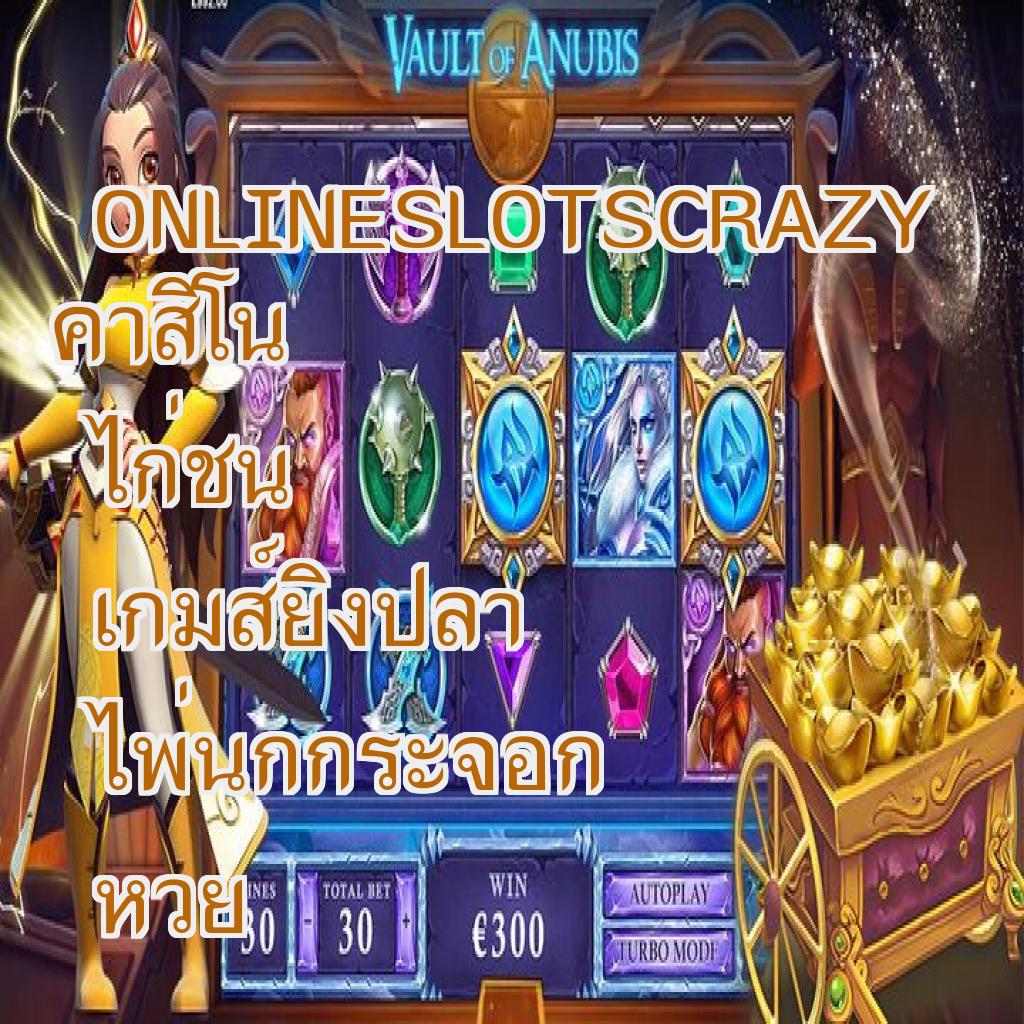 VAULT OF ANUBIS
ONLINESLOTSCRAZY
คาสิโน
ไก่ชน
เกมส์ยิงปลา
ไพ่นกกระจอก
หวย
TOTAL BET
30
- 30 +
WIN
€300
AUTOPLAY
TURBO MODE